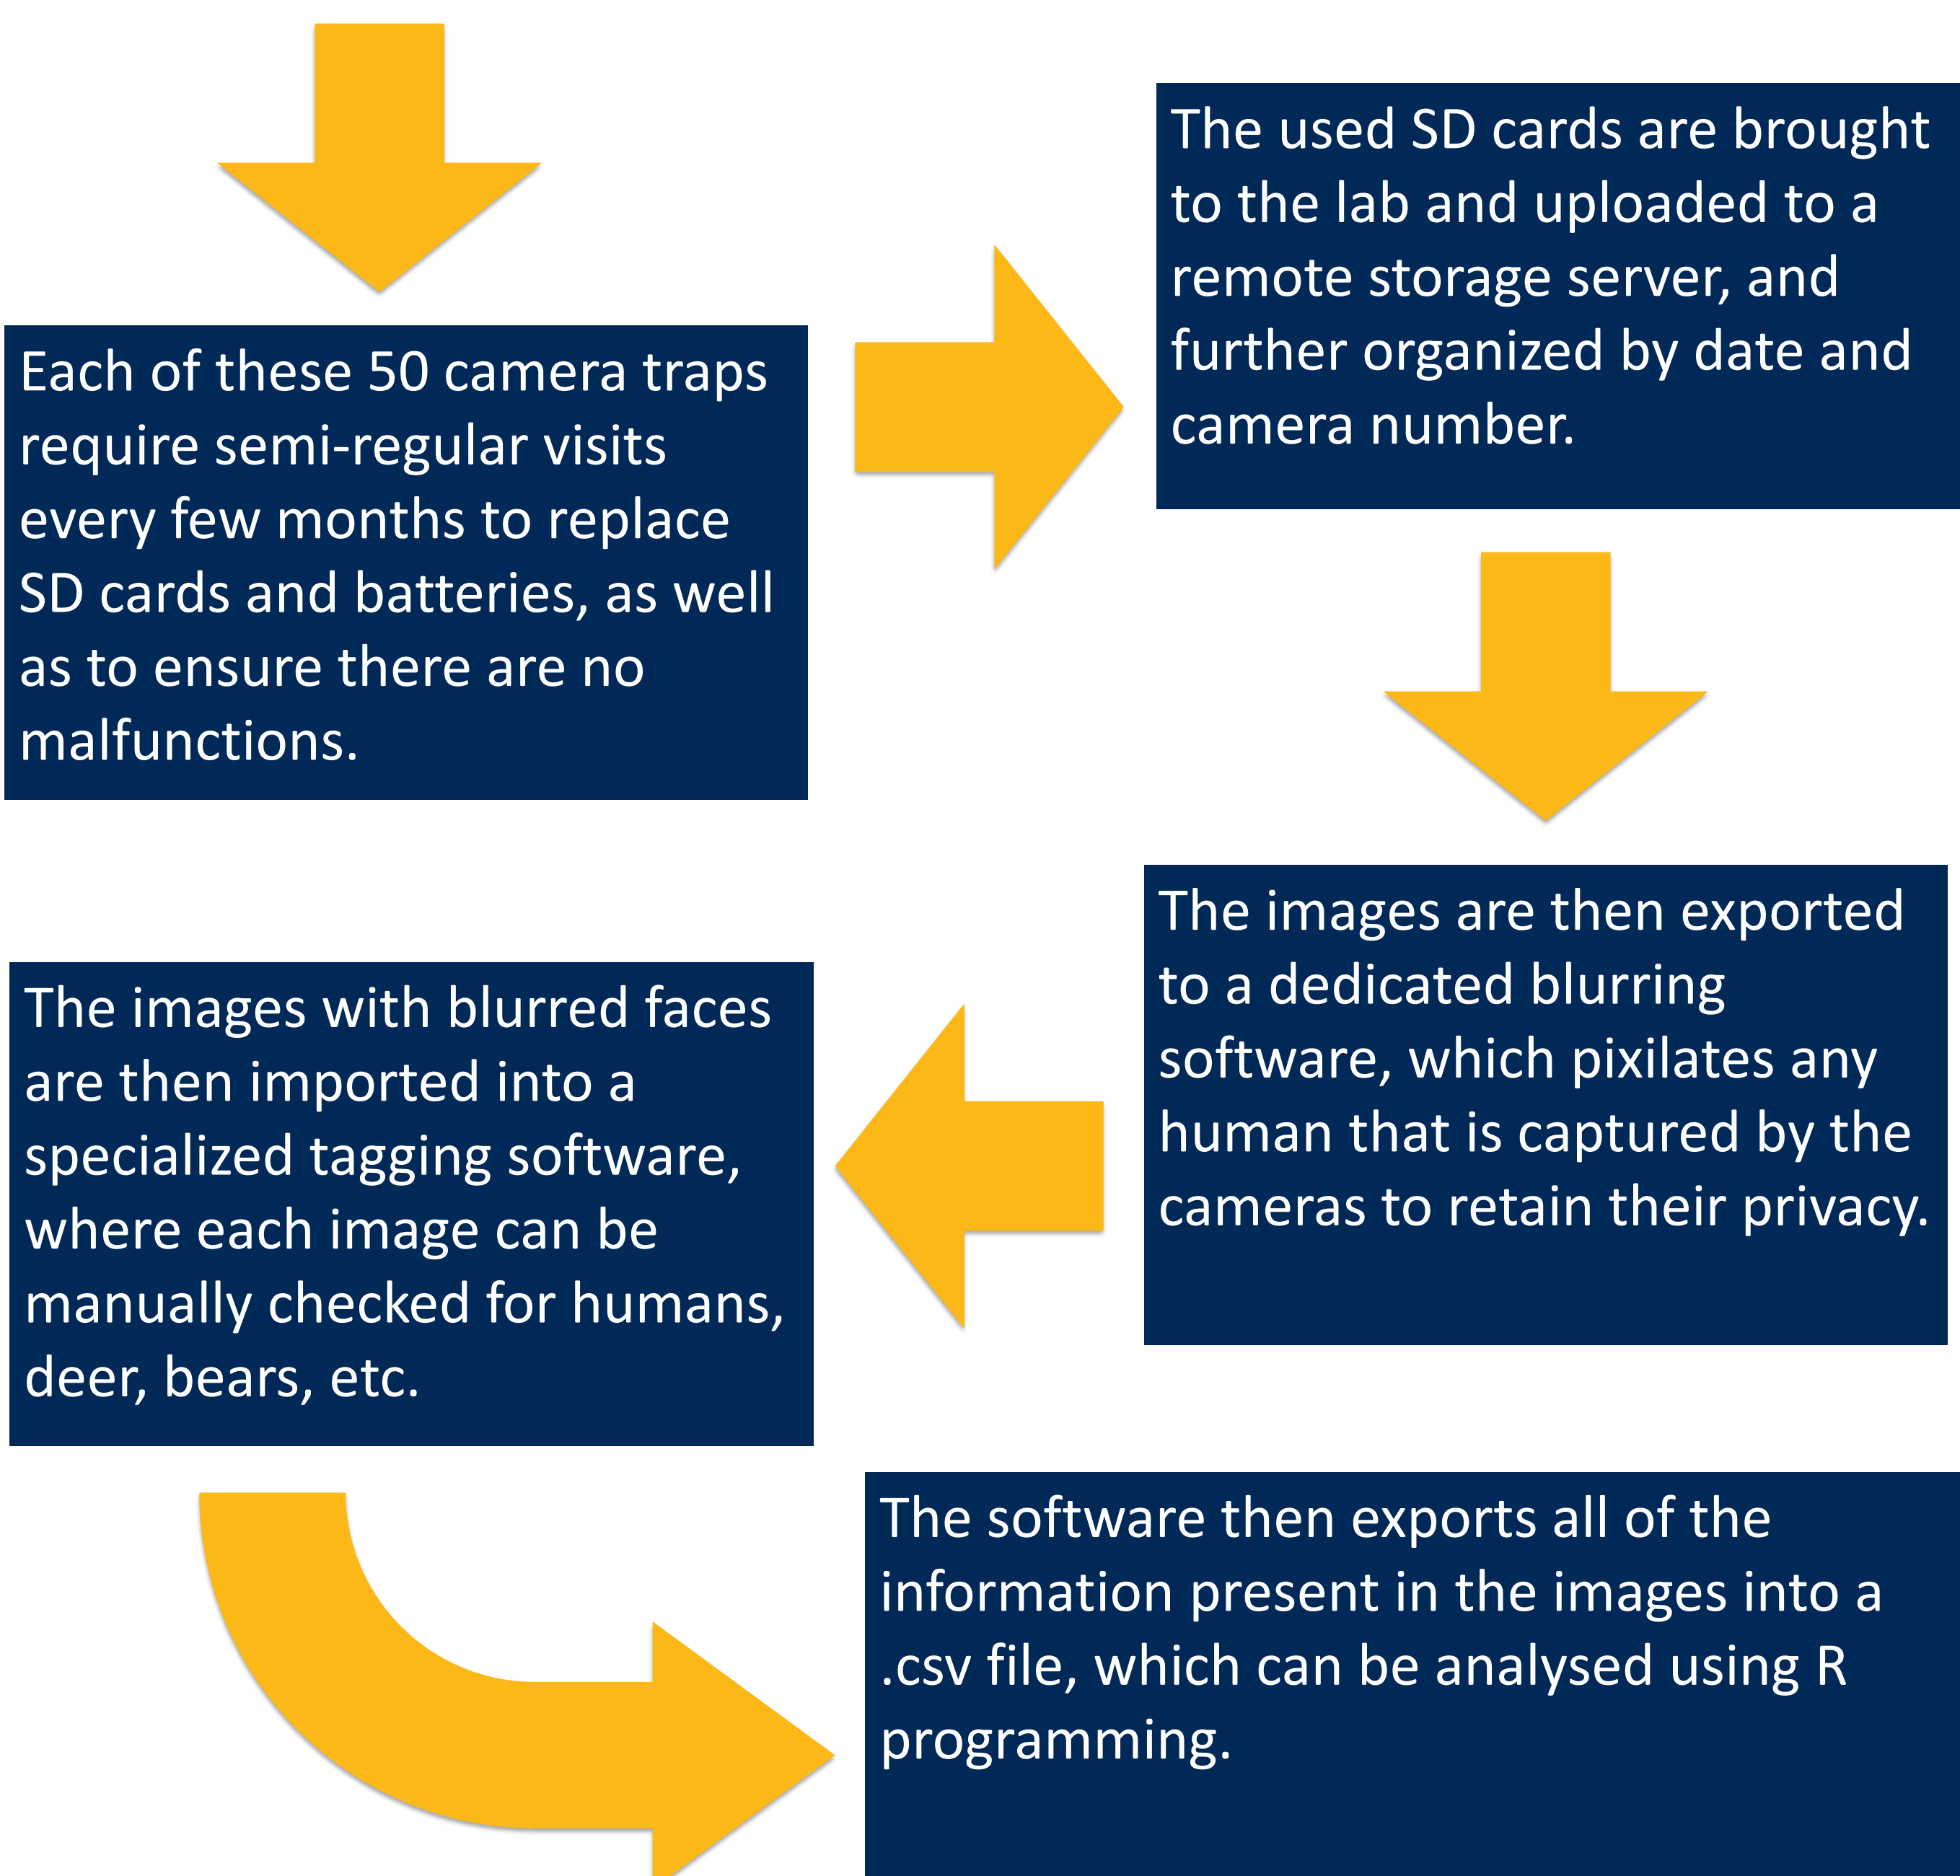 Each of these 50 camera traps
require semi-regular visits
every few months to replace
SD cards and batteries, as well
as to ensure there are no
malfunctions.
The used SD cards are brought
to the lab and uploaded to a
remote storage server, and
further organized by date and
camera number.
The images are then exported
to a dedicated blurring
software, which pixilates any
human that is captured by the
cameras to retain their privacy.
The images with blurred faces
are then imported into a
specialized tagging software,
where each image can be
manually checked for humans,
deer, bears, etc.
The software then exports all of the
information present in the images into a
.csv file, which can be analysed using R
programming.